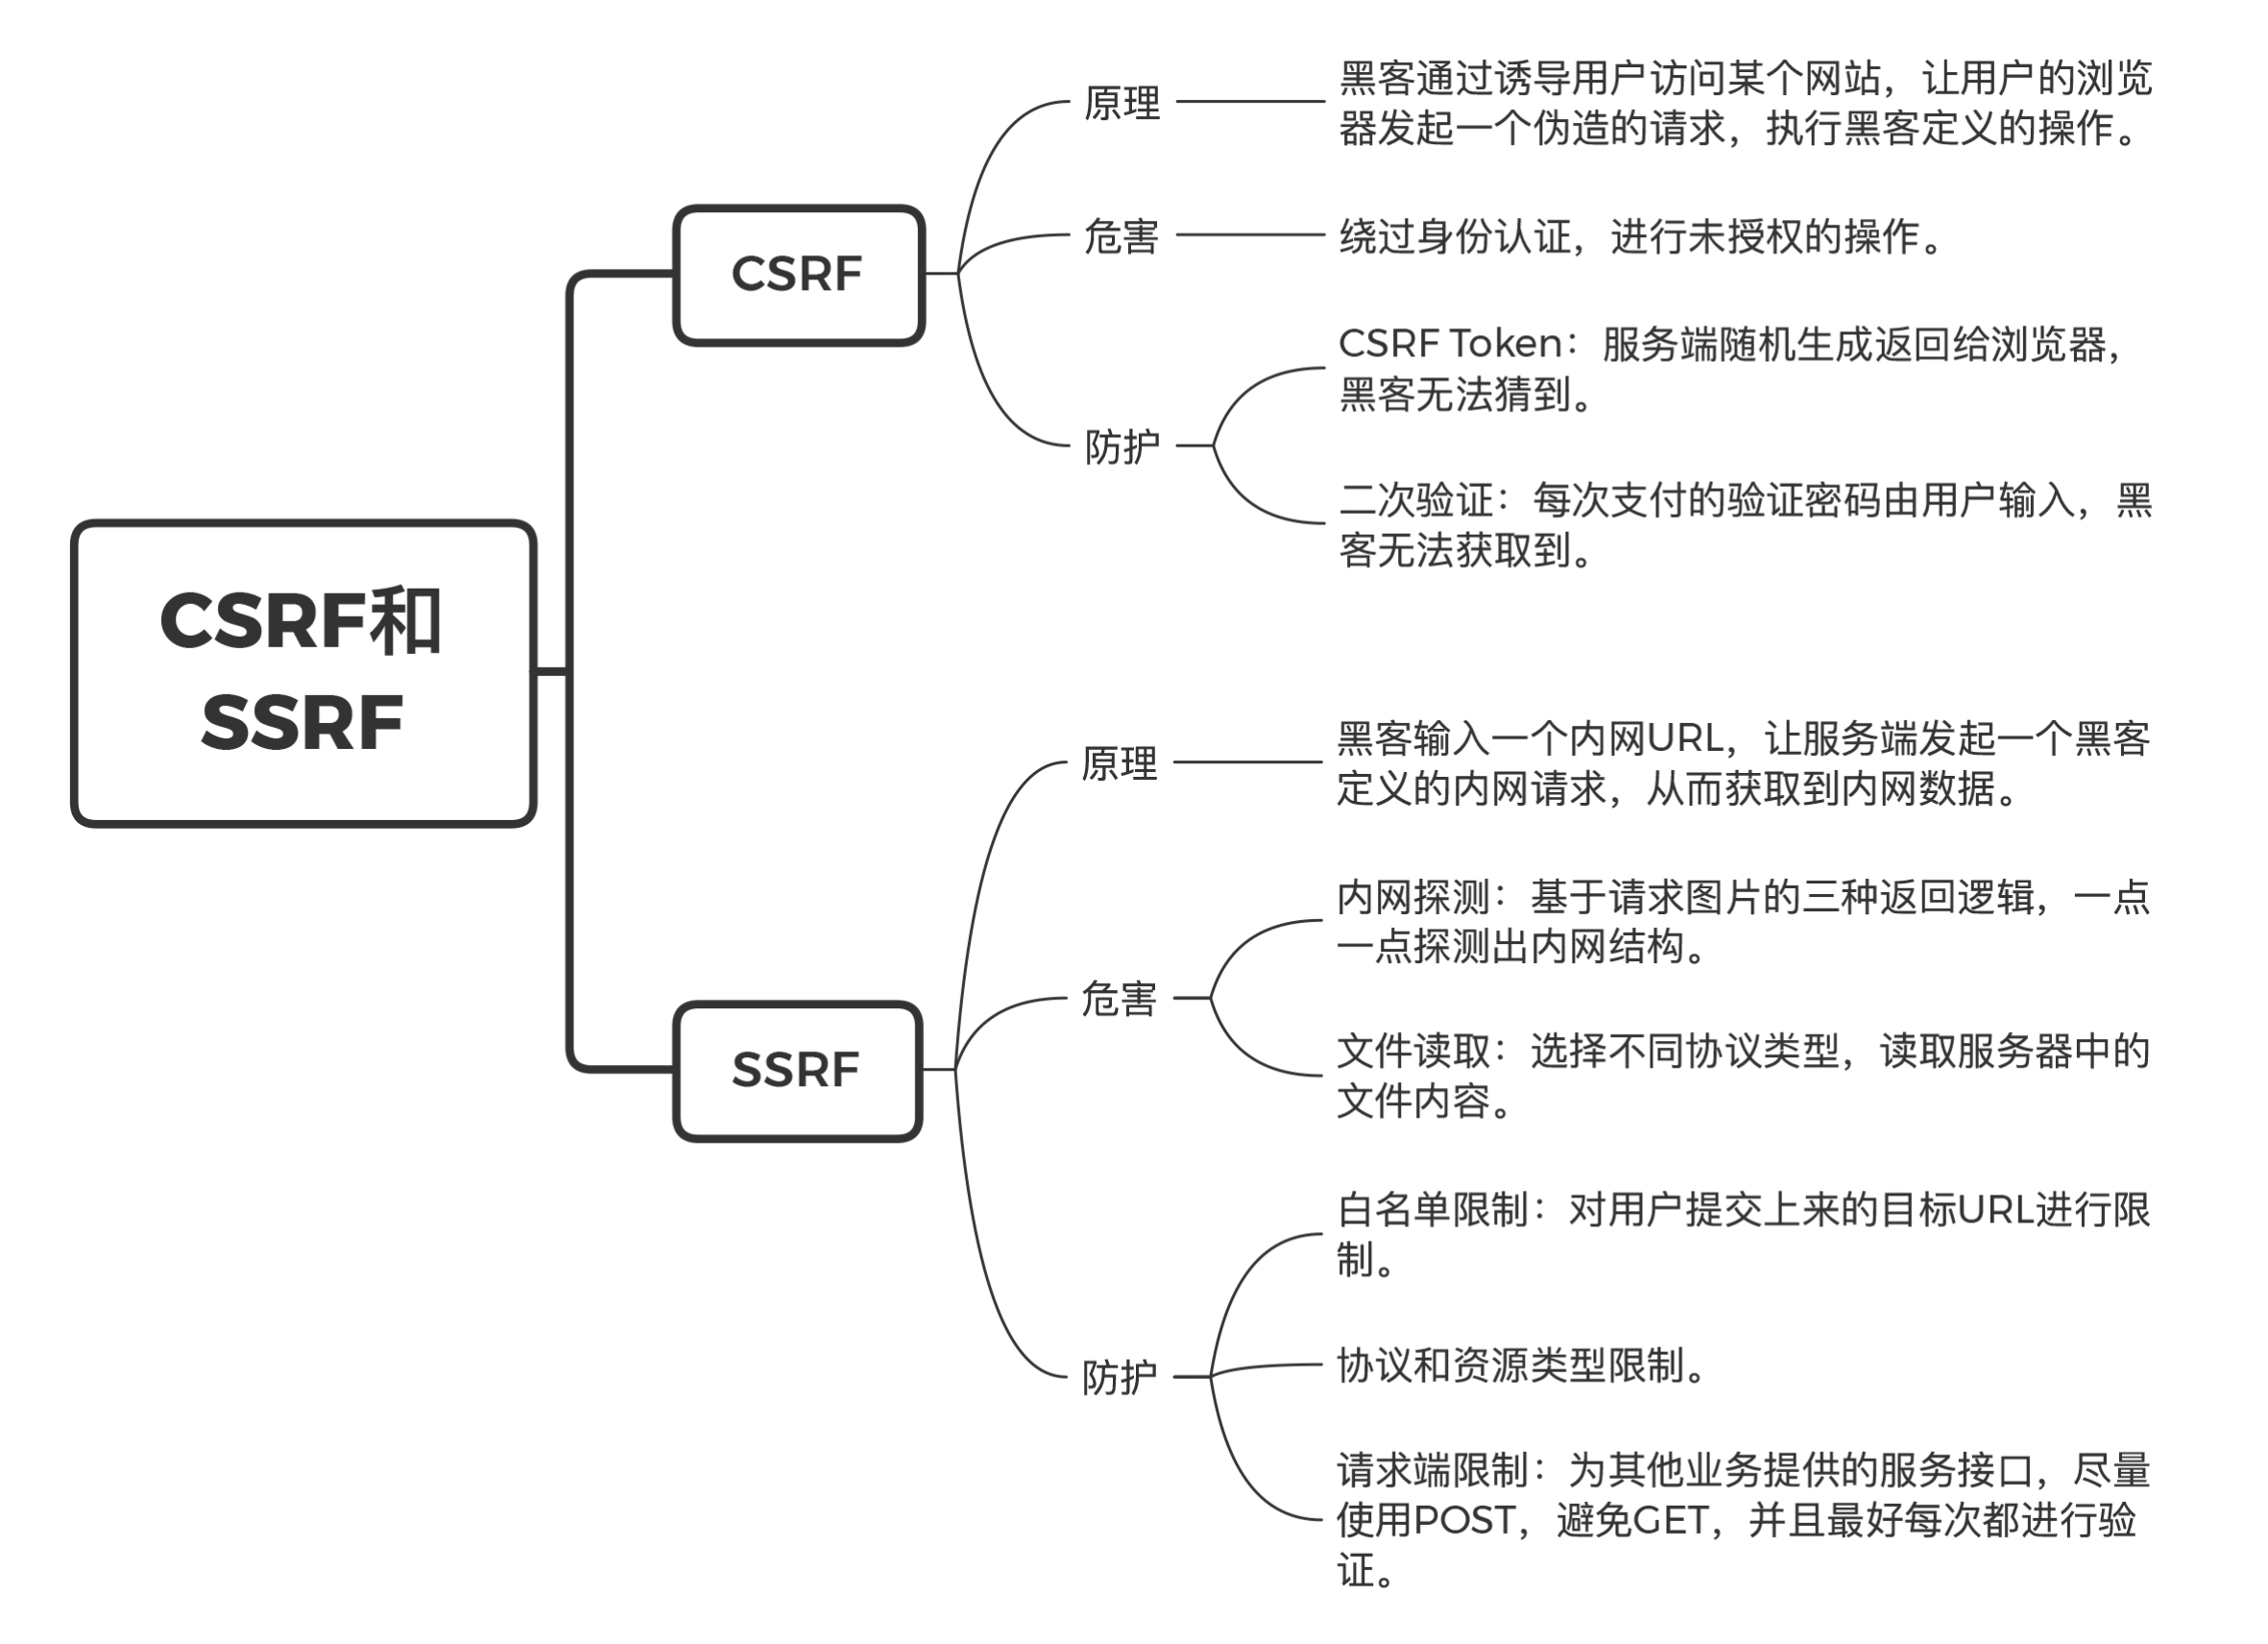 CSRF和
SSRF
CSRF
原理
黑客通过诱导用户访问某个网站，让用户的浏览
器发起一个伪造的请求，执行黑客定义的操作。
危害
绕过身份认证，进行未授权的操作。
防护
CSRF Token：服务端随机生成返回给浏览器，
黑客无法猜到。
二次验证：每次支付的验证密码由用户输入，黑
客无法获取到。
SSRF
原理
黑客输入一个内网URL，让服务端发起一个黑客
定义的内网请求，从而获取到内网数据。
危害
内网探测：基于请求图片的三种返回逻辑，一点
一点探测出内网结构。
文件读取：选择不同协议类型，读取服务器中的
文件内容。
防护
白名单限制：对用户提交上来的目标URL进行限
制。
协议和资源类型限制。
请求端限制：为其他业务提供的服务接口，尽量
使用POST，避免GET，并且最好每次都进行验
证。